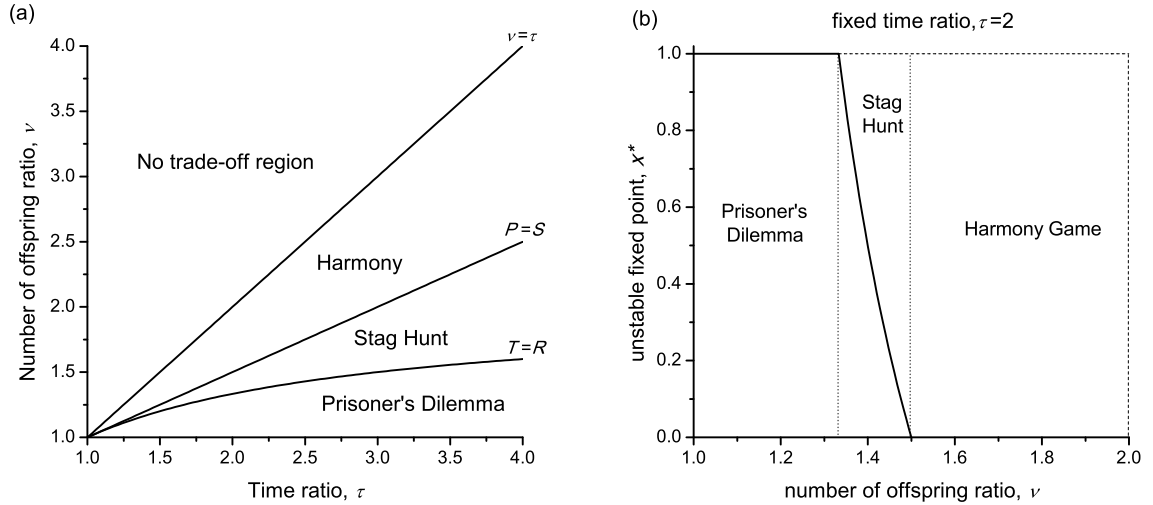 (a)
ν=τ
4.0
3.5
3.0
2.5
2.0
1.5
1.0
Number of offspring ratio, ν
No trade-off region
P=S
Harmony
Stag Hunt
T=R
Prisoner's Dilemma
1.0 1.5 2.0 2.5 3.0 3.5 4.0
Time ratio, τ
(b)
fixed time ratio,τ=2
1.0
0.8
0.6
0.4
0.2
0.0
unstable fixed point, x*
Stag
Hunt
Prisoner's
Dilemma
Harmony Game
1.0 1.2 1.4 1.6 1.8 2.0
number of offspring ratio, ν